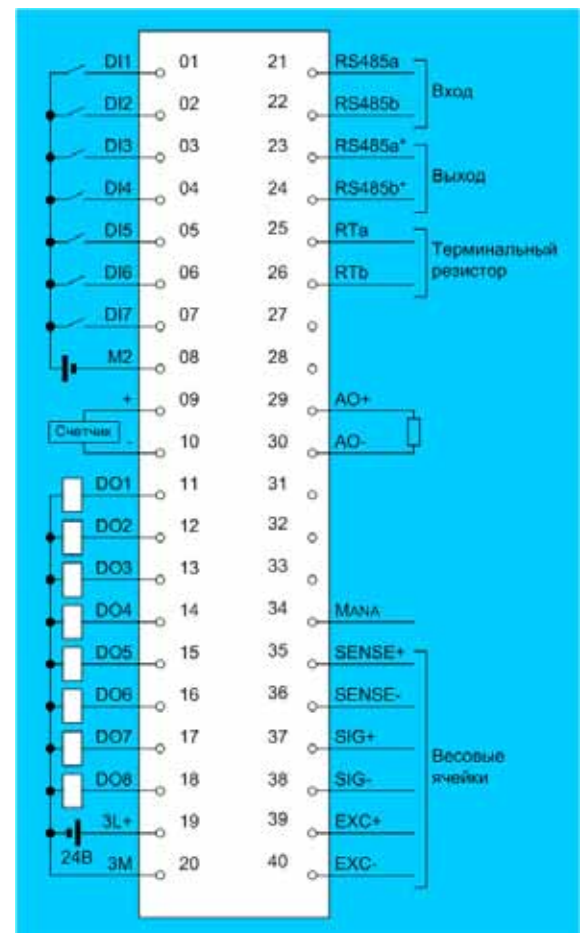 DI1 01 21 RS485a
Вход
DI2 02 22 RS485b
DI3 03 23 RS485a*
Выход
DI4 04 24 RS485b*
DI5 05 25 RTa
Терминальный
резистор
DI6 06 26 RTb
DI7 07 27
M2 08 28
+ 09 29 AO+
Счетчик
- 10 30 AO-
DO1 11 31
DO2 12 32
DO3 13 33
DO4 14 34 MANA
DO5 15 35 SENSE+
DO6 16 36 SENSE-
DO7 17 37 SIG+
Весовые
ячейки
DO8 18 38 SIG-
3L+ 19 39 EXC+
24В
3M 20 40 EXC-